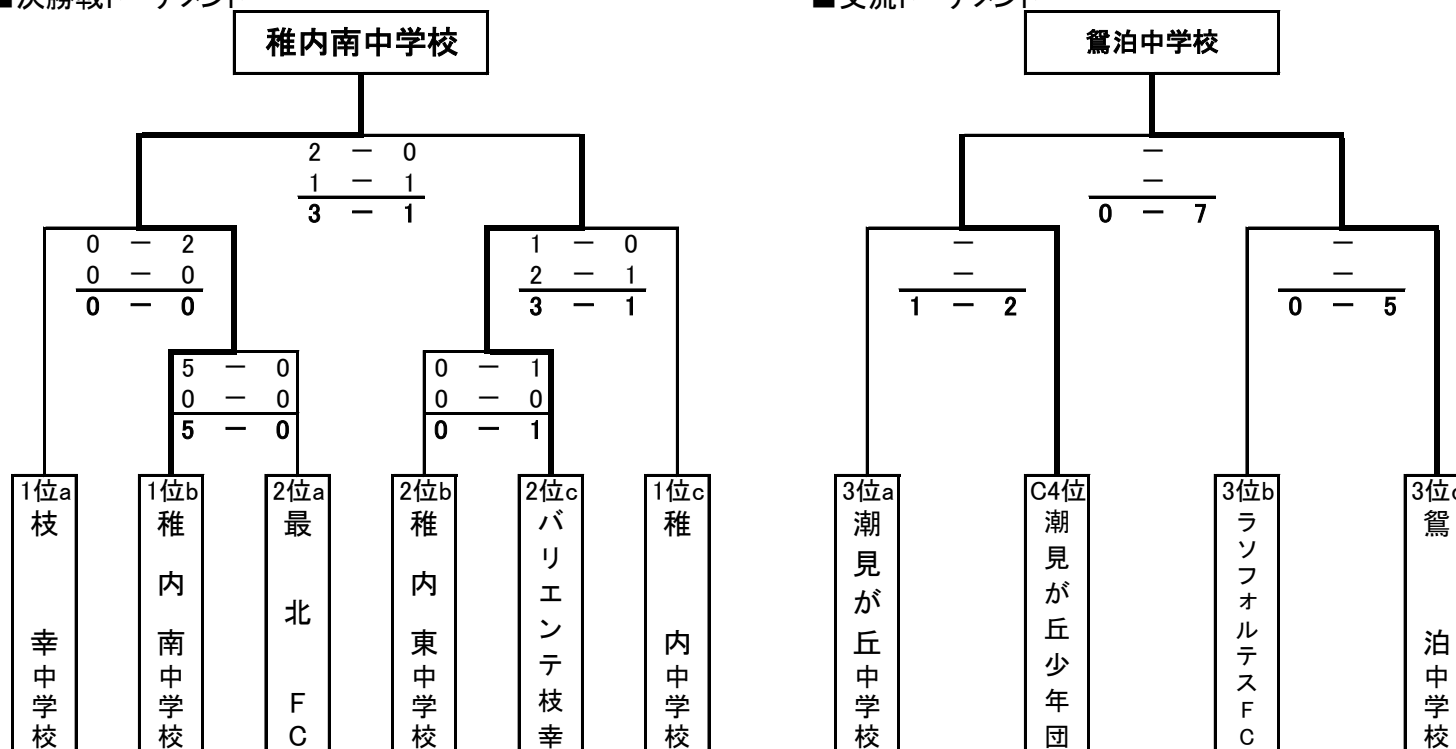 ■決勝戦トーナメント
■交流トーナメント
稚内南中学校
鴛泊中学校
2 － 0
1 － 1
3 － 1
－
－
0 － 7
0 － 2
0 － 0
0 － 0
1 － 0
2 － 1
3 － 1
－
－
1 － 2
－
－
0 － 5
5 － 0
0 － 0
5 － 0
0 － 1
0 － 0
0 － 1
1位a
枝幸中学校
1位b
稚内南中学校
2位a
最北FC
2位b
稚内東中学校
2位c
バリエンテ枝幸
1位c
稚内中学校
3位a
潮見が丘中学校
C4位
潮見が丘少年団
3位b
ラソフォルテスFC
3位c
鴛泊中学校